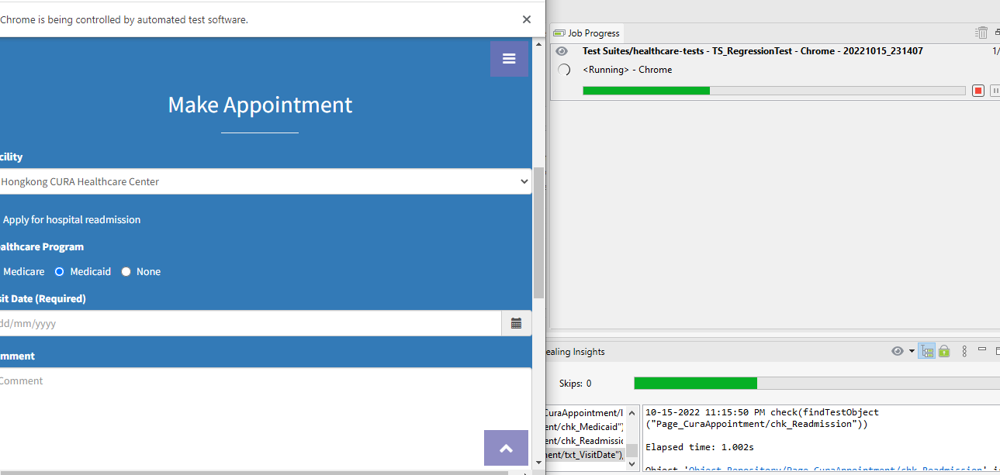 Chrome is being controlled by automated test software.
Make Appointment
cility
Hongkong CURA Healthcare Center
Apply for hospital readmission
althcare Program
Medicare Medicaid None
sit Date (Required)
dd/mm/yyyy
mment
Comment
Job Progress
Test Suites/healthcare-tests - TS_RegressionTest - Chrome - 20221015_231407 1/
<Running> - Chrome
ealing Insights
Skips: 0
CuraAppointment/l
ent/chk_Medicaid")
ent/chk_Readmissic
nent/txt_VisitDate"),
10-15-2022 11:15:50 PM check(findTestObject
("Page_CuraAppointment/chk_Readmission"))
Elapsed time: 1.002s
Object 'Object Repository/Page_CuraAppointment/chk_Readmission' i